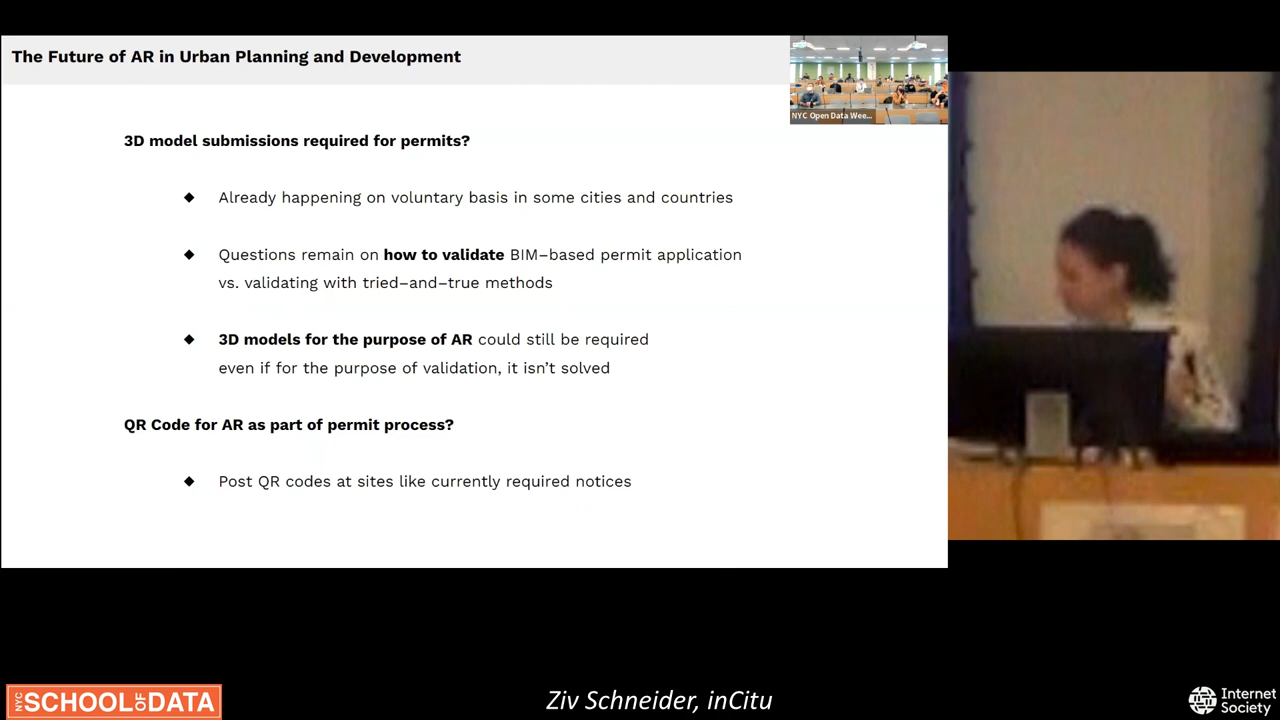 The Future of AR in Urban Planning and Development
NYC Open Data Wee...
3D model submissions required for permits?
◆ Already happening on voluntary basis in some cities and countries
◆ Questions remain on how to validate BIM–based permit application
vs. validating with tried–and–true methods
◆ 3D models for the purpose of AR could still be required
even if for the purpose of validation, it isn’t solved
QR Code for AR as part of permit process?
◆ Post QR codes at sites like currently required notices
NYC SCHOOL OF DATA
Ziv Schneider, inCitu
Internet
Society